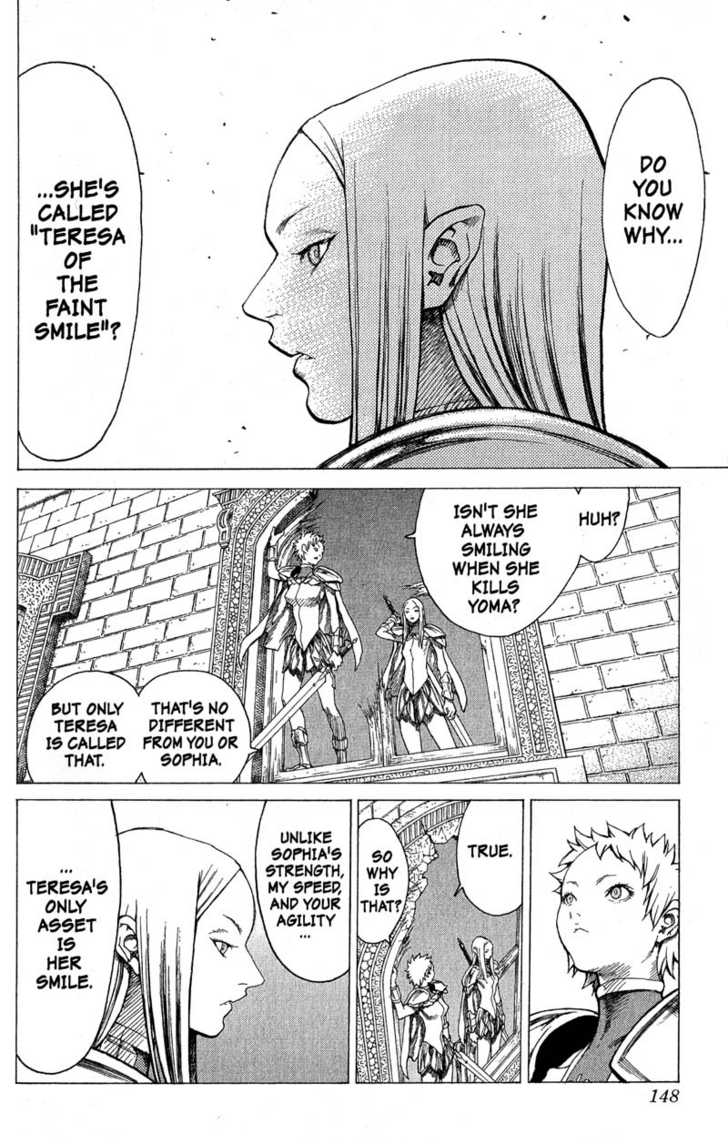 DO
YOU
KNOW
WHY...
...SHE'S
CALLED
"TERESA
OF
THE
FAINT
SMILE"?
HUH?
ISN'T SHE
ALWAYS
SMILING
WHEN SHE
KILLS
YOMA?
THAT'S NO
DIFFERENT
FROM YOU OR
SOPHIA.
BUT ONLY
TERESA
IS CALLED
THAT.
TRUE.
SO
WHY
IS
THAT?
UNLIKE
SOPHIA'S
STRENGTH,
MY SPEED,
AND YOUR
AGILITY
...
...
TERESA'S
ONLY
ASSET
IS
HER
SMILE.
148